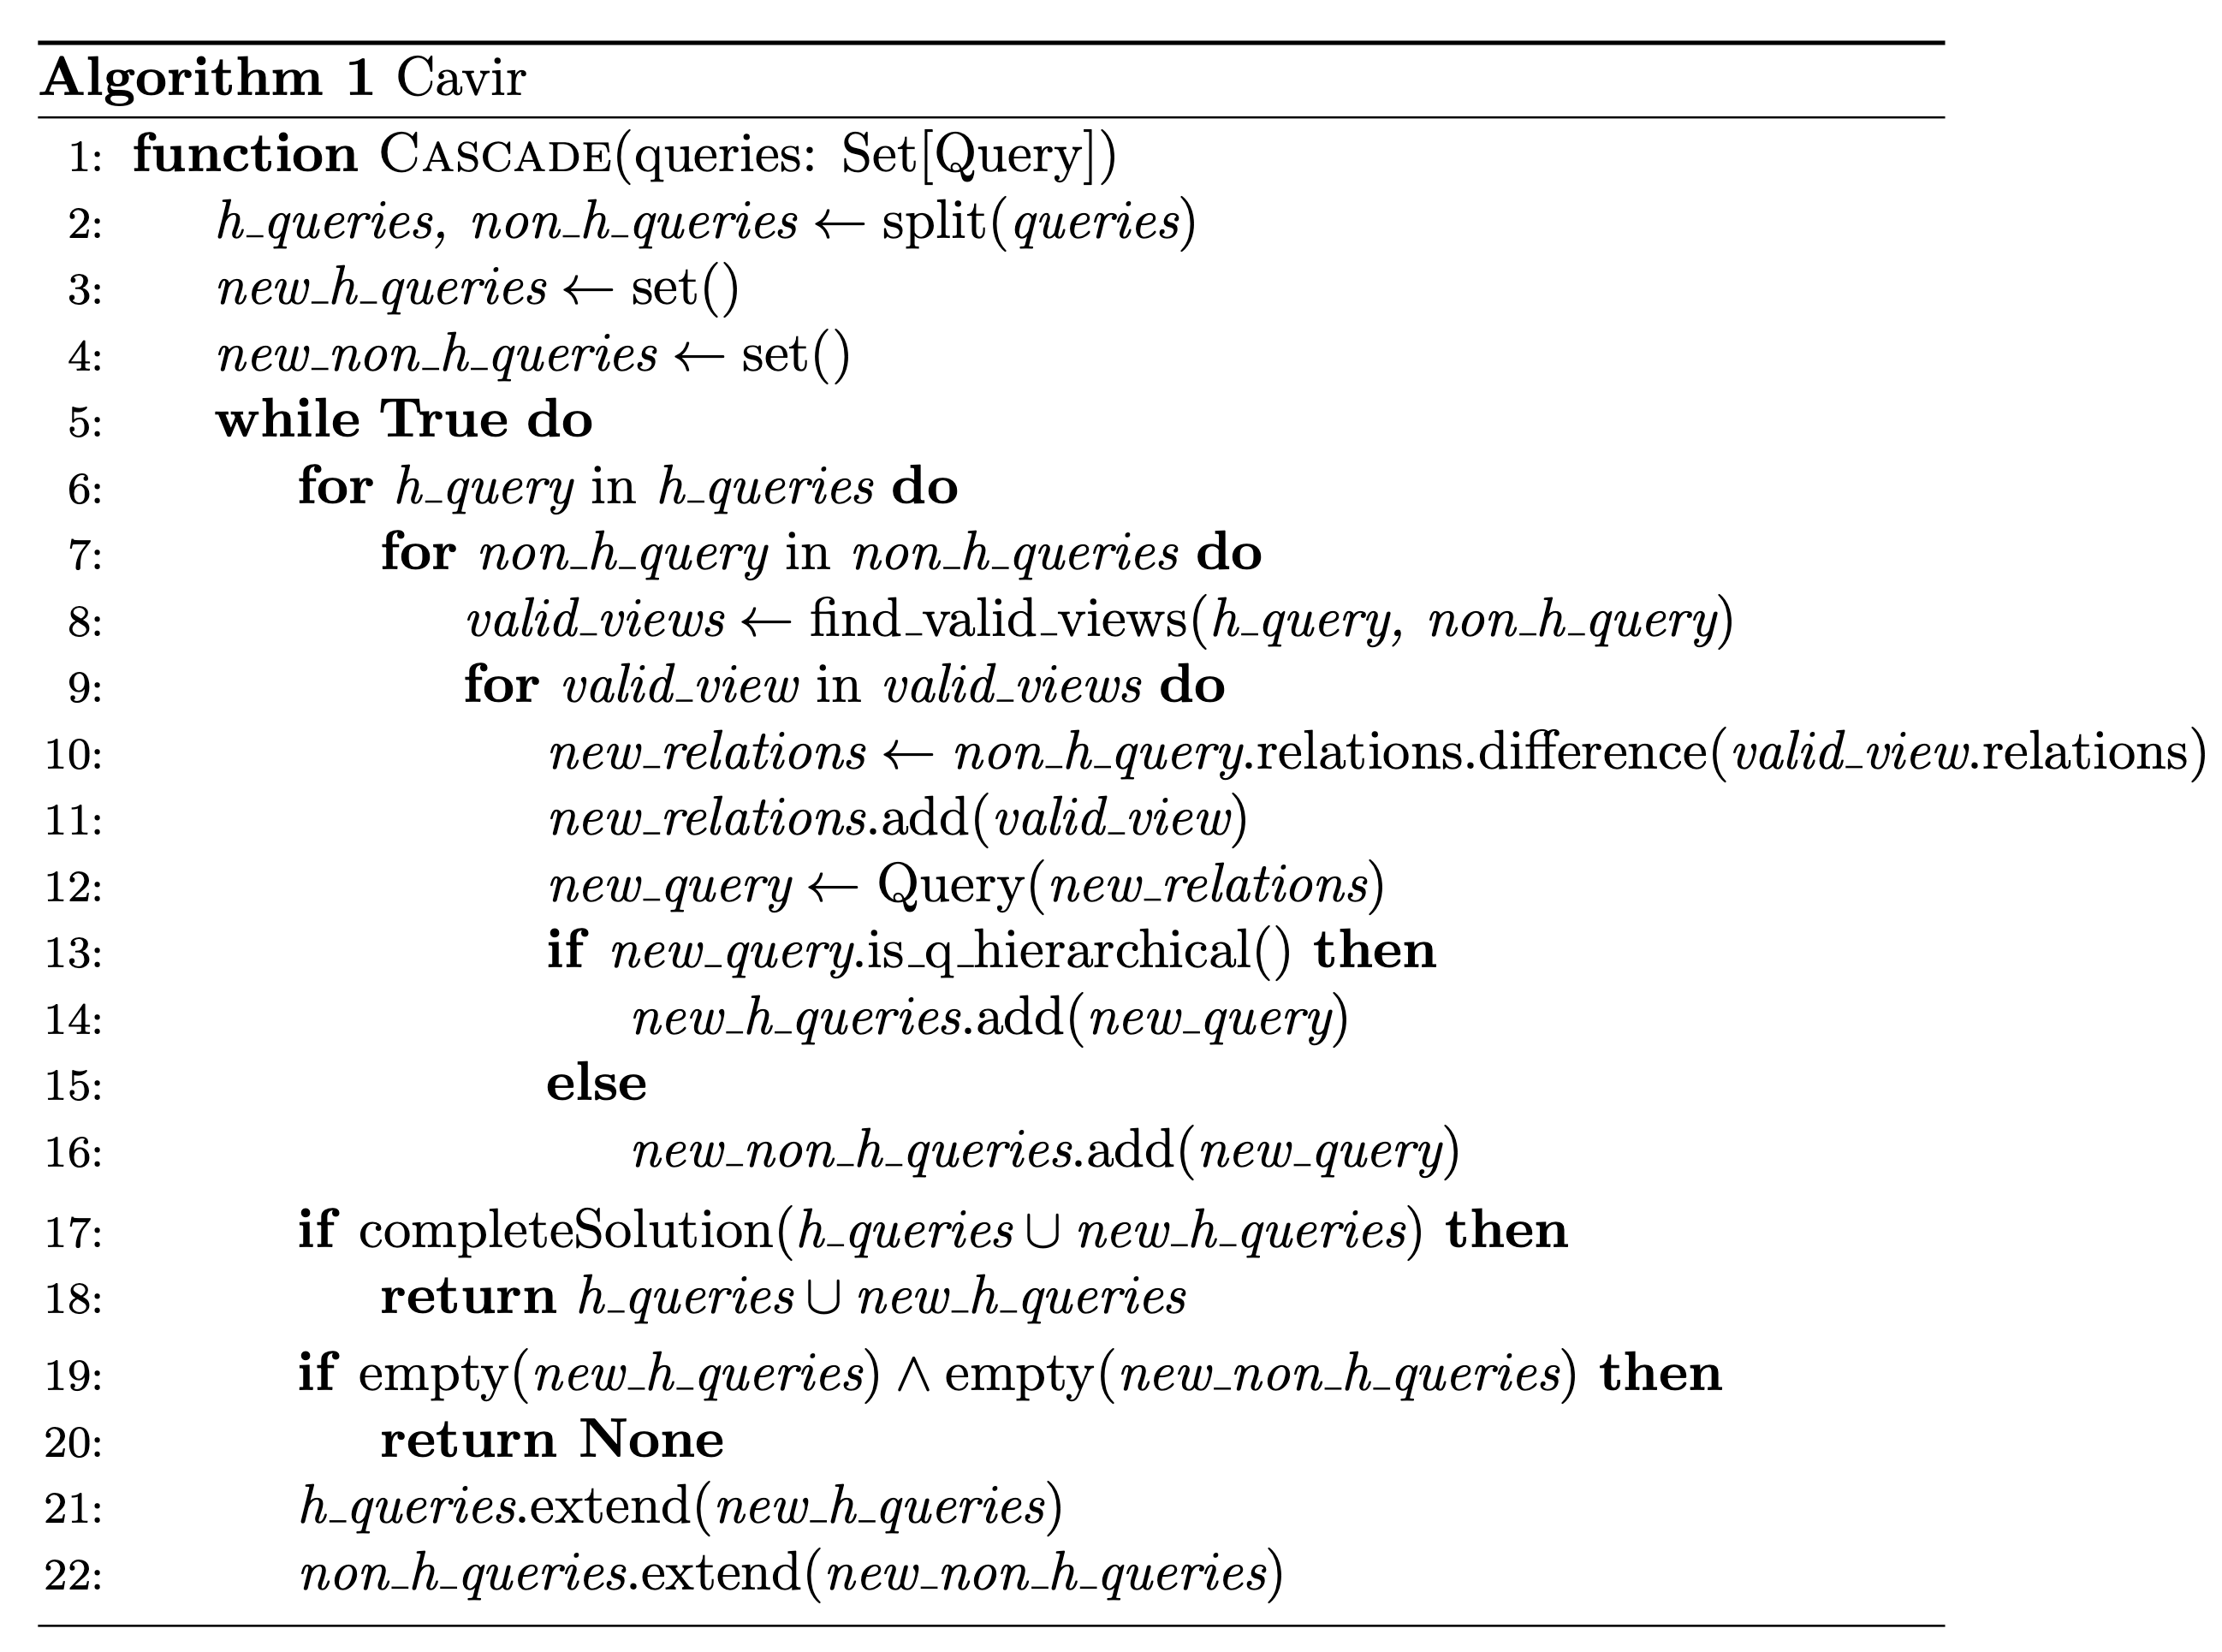 Algorithm 1 Cavir
1: function CASCADE(queries: Set[Query])
2: h_queries, non_h_queries ← split(queries)
3: new_h_queries ← set()
4: new_non_h_queries ← set()
5: while True do
6: for h_query in h_queries do
7: for non_h_query in non_h_queries do
8: valid_views ← find_valid_views(h_query, non_h_query)
9: for valid_view in valid_views do
10: new_relations ← non_h_query.relations.difference(valid_view.relations)
11: new_relations.add(valid_view)
12: new_query ← Query(new_relations)
13: if new_query.is_q_hierarchical() then
14: new_h_queries.add(new_query)
15: else
16: new_non_h_queries.add(new_query)
17: if completeSolution(h_queries ∪ new_h_queries) then
18: return h_queries ∪ new_h_queries
19: if empty(new_h_queries) ∧ empty(new_non_h_queries) then
20: return None
21: h_queries.extend(new_h_queries)
22: non_h_queries.extend(new_non_h_queries)